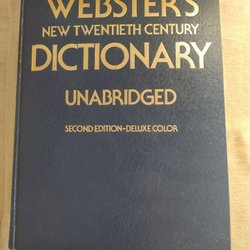 WEBSTER'S
NEW TWENTIETH CENTURY
DICTIONARY
UNABRIDGED
SECOND EDITION-DELUXE COLOR